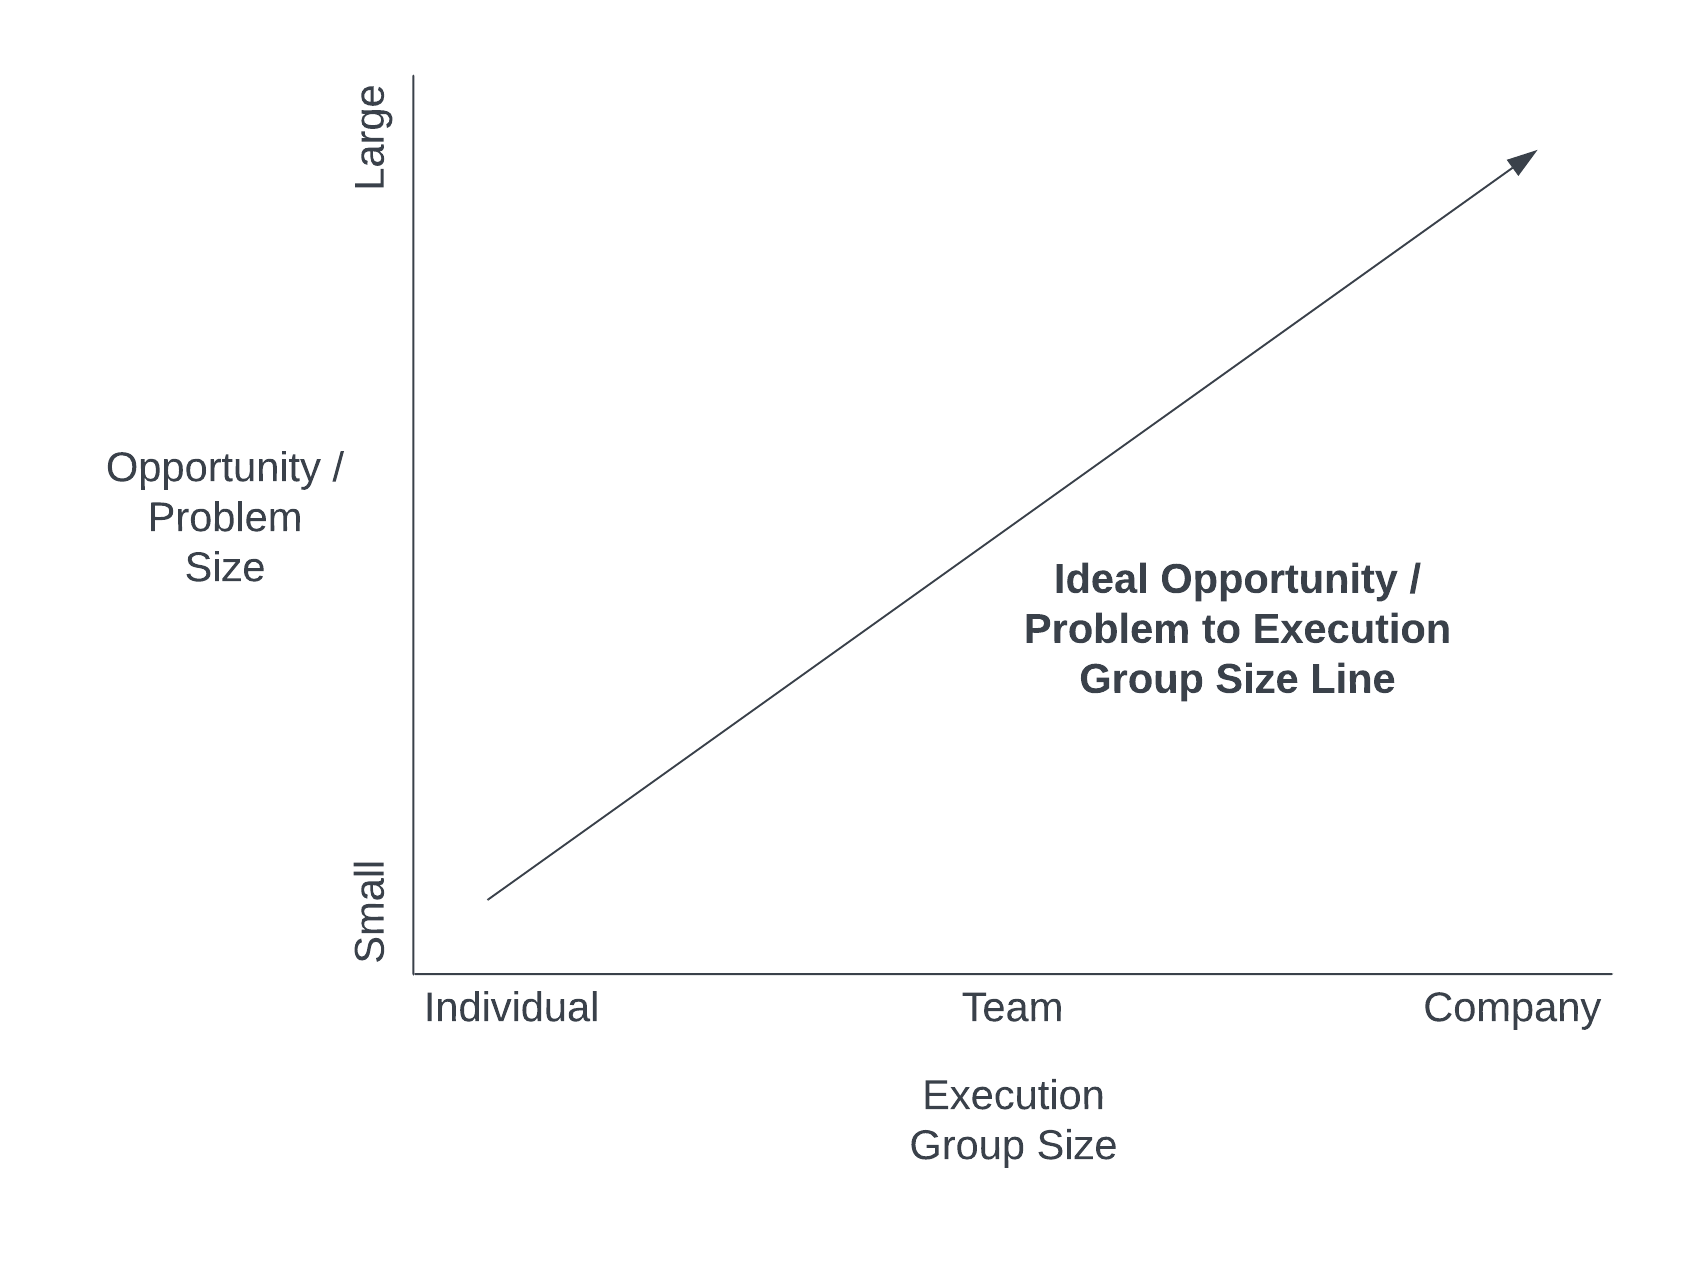 Large
Opportunity /
Problem
Size
Ideal Opportunity /
Problem to Execution
Group Size Line
Small
Individual
Team
Company
Execution
Group Size